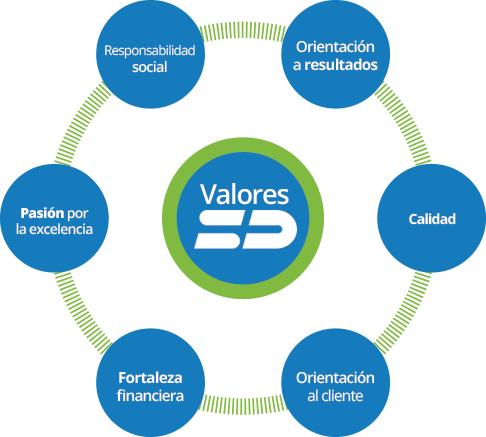 Responsabilidad
social
Orientación
a resultados
Pasión por
la excelencia
Valores
SD
Calidad
Fortaleza
financiera
Orientación
al cliente